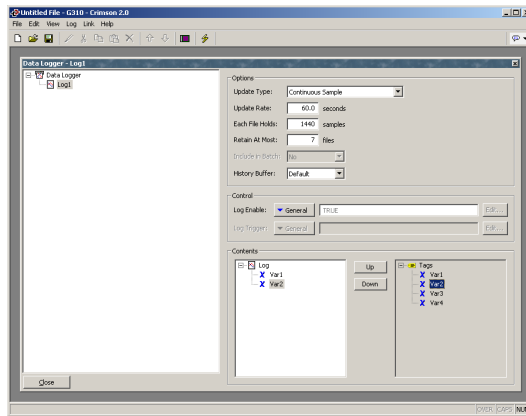 Untitled File - G310 - Crimson 2.0
File Edit View Log Link Help
Data Logger - Log1
Data Logger
Log1
Options
Update Type: Continuous Sample
Update Rate: 60.0 seconds
Each File Holds: 1440 samples
Retain At Most: 7 files
Include in Batch: No
History Buffer: Default
Control
Log Enable: General TRUE Edit...
Log Trigger: General Edit...
Contents
Log
Var1
Var2
Up
Down
Tags
Var1
Var2
Var3
Var4
Close
OVER CAPS NU